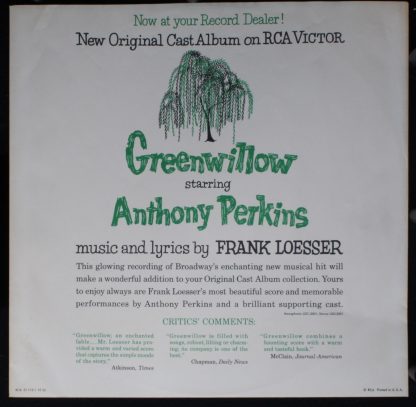 Now at your Record Dealer!
New Original Cast Album on RCA VICTOR
Greenwillow
starring
Anthony Perkins
music and lyrics by FRANK LOESSER
This glowing recording of Broadway's enchanting new musical hit will
make a wonderful addition to your Original Cast Album collection. Yours
to enjoy always are Frank Loesser's most beautiful score and memorable
performances by Anthony Perkins and a brilliant supporting cast.
CRITICS' COMMENTS:
"Greenwillow, an enchanted
fable.... Mr. Loesser has pro-
vided a warm and varied score
that captures the simple moods
of the story."
Atkinson, Times
"Greenwillow is filled with
songs, robust, lilting or charm-
ing. An company is one of the
best."
Chapman, Daily News
"Greenwillow combines a
haunting score with a warm
and tasteful book."
McClain, Journal-American
Printed in U.S.A.